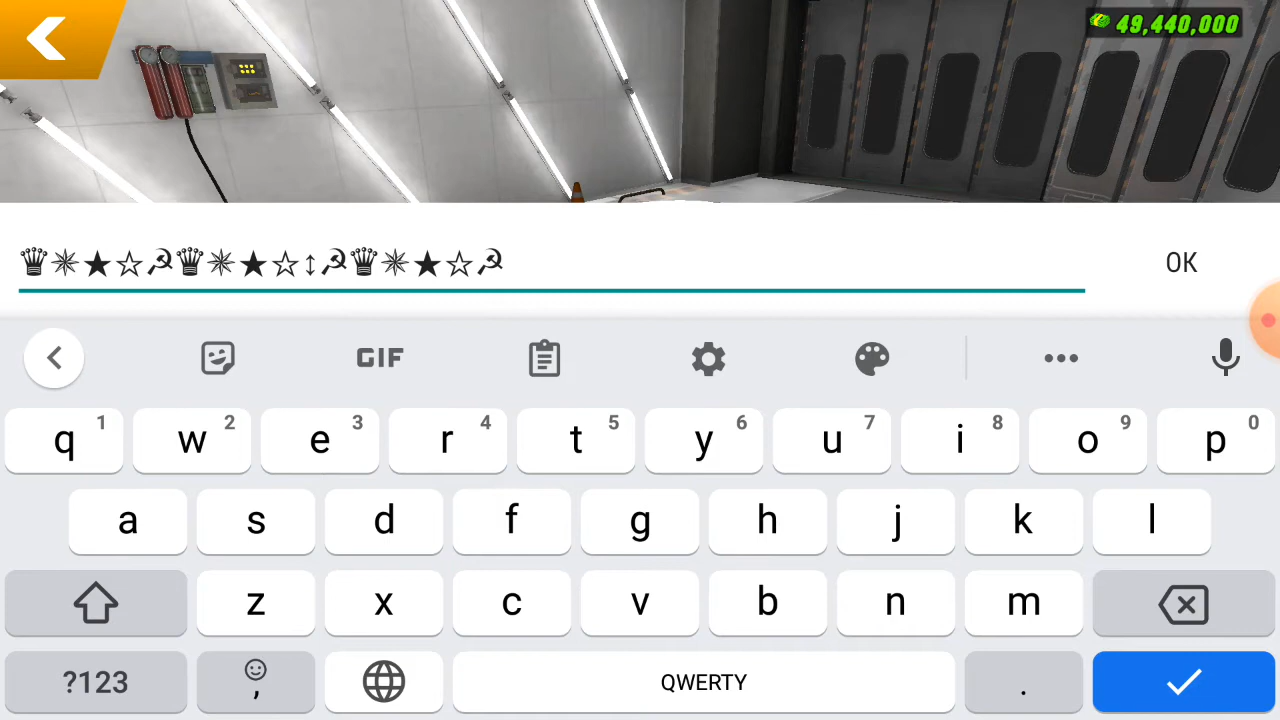 49,440,000
♛✴★☆☭♛✴★☆↕☭♛✴★☆☭
OK
GIF
q 1 w 2 e 3 r 4 t 5 y 6 u 7 i 8 o 9 p 0
a s d f g h j k l
z x c v b n m
?123 , QWERTY .